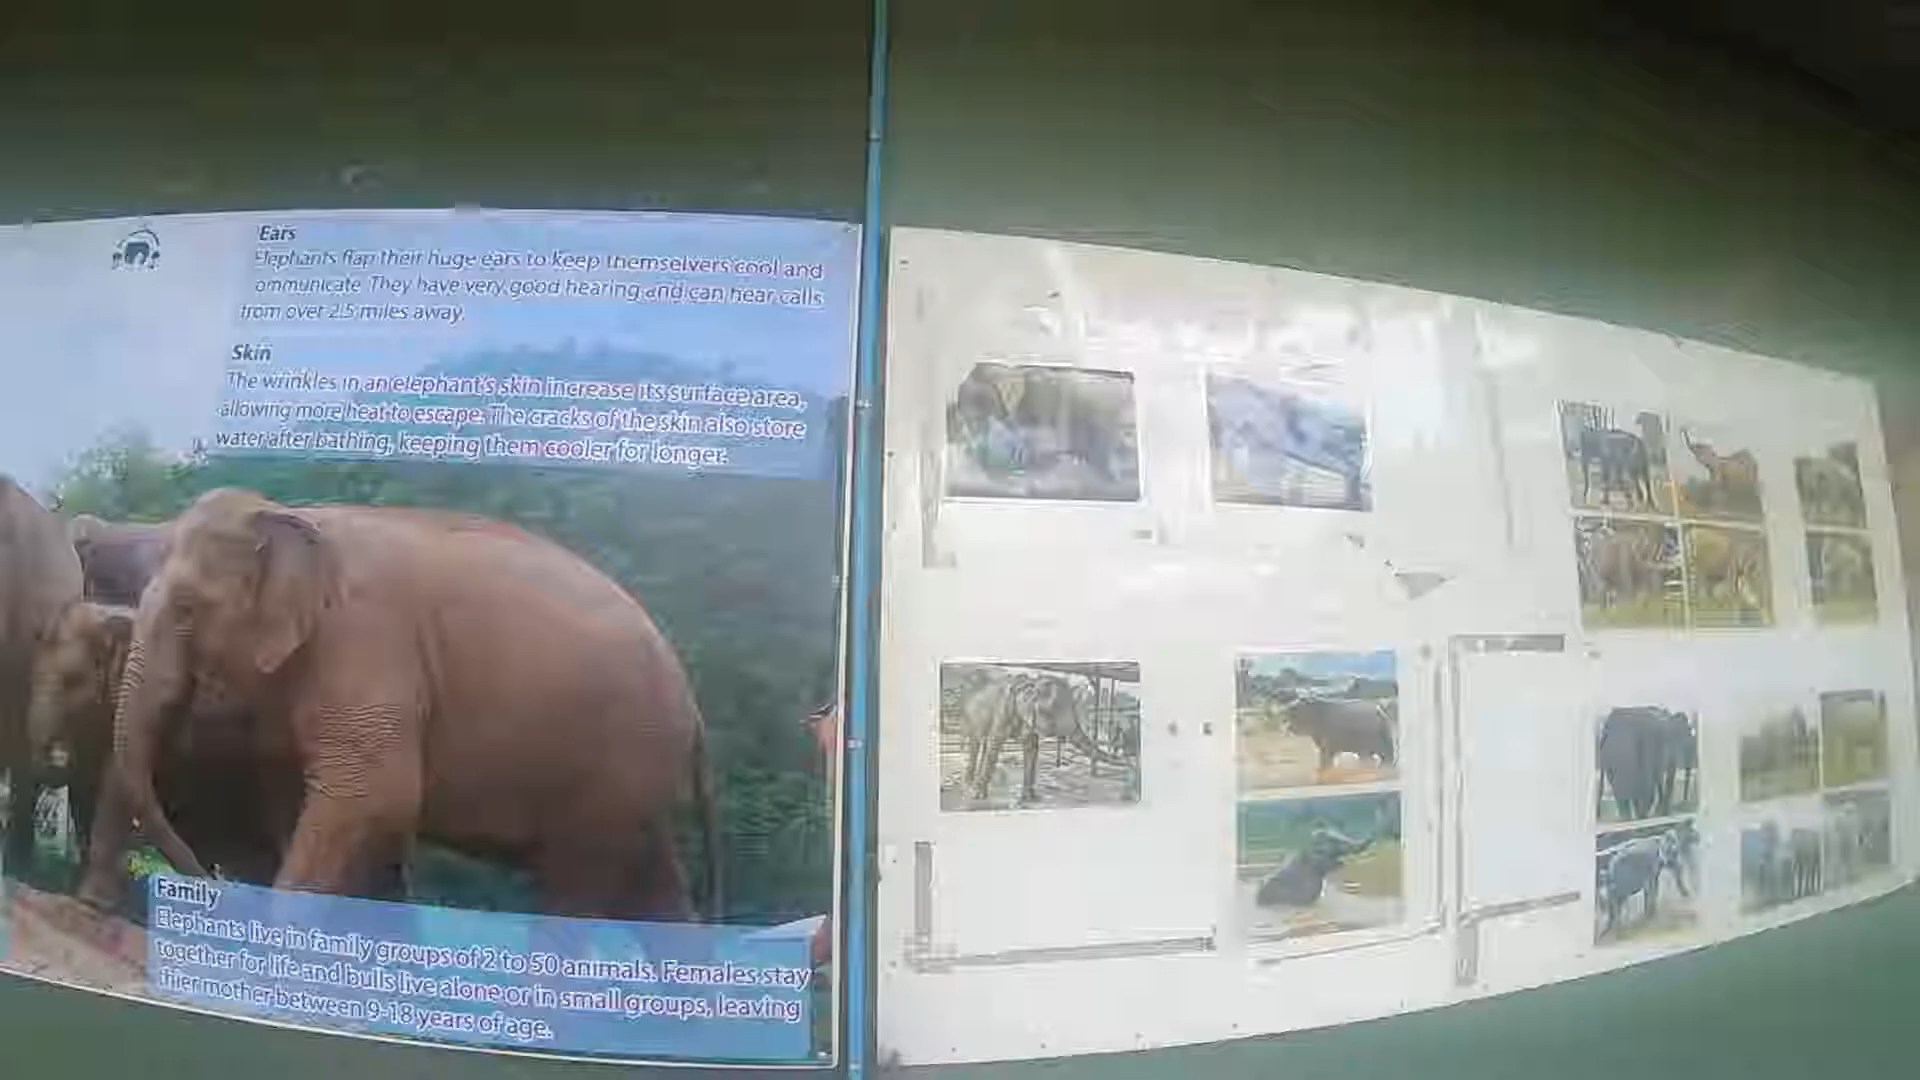 Ears
Elephants flap their huge ears to keep themselvers cool and
ommunicate They have very good hearing and can hear calls
from over 2.5 miles away.
Skin
The wrinkles in an elephant's skin increase its surface area,
allowing more heat to escape. The cracks of the skin also store
water after bathing, keeping them cooler for longer.
Family
Elephants live in family groups of 2 to 50 animals. Females stay
together for life and bulls live alone or in small groups, leaving
thier mother between 9-18 years of age.